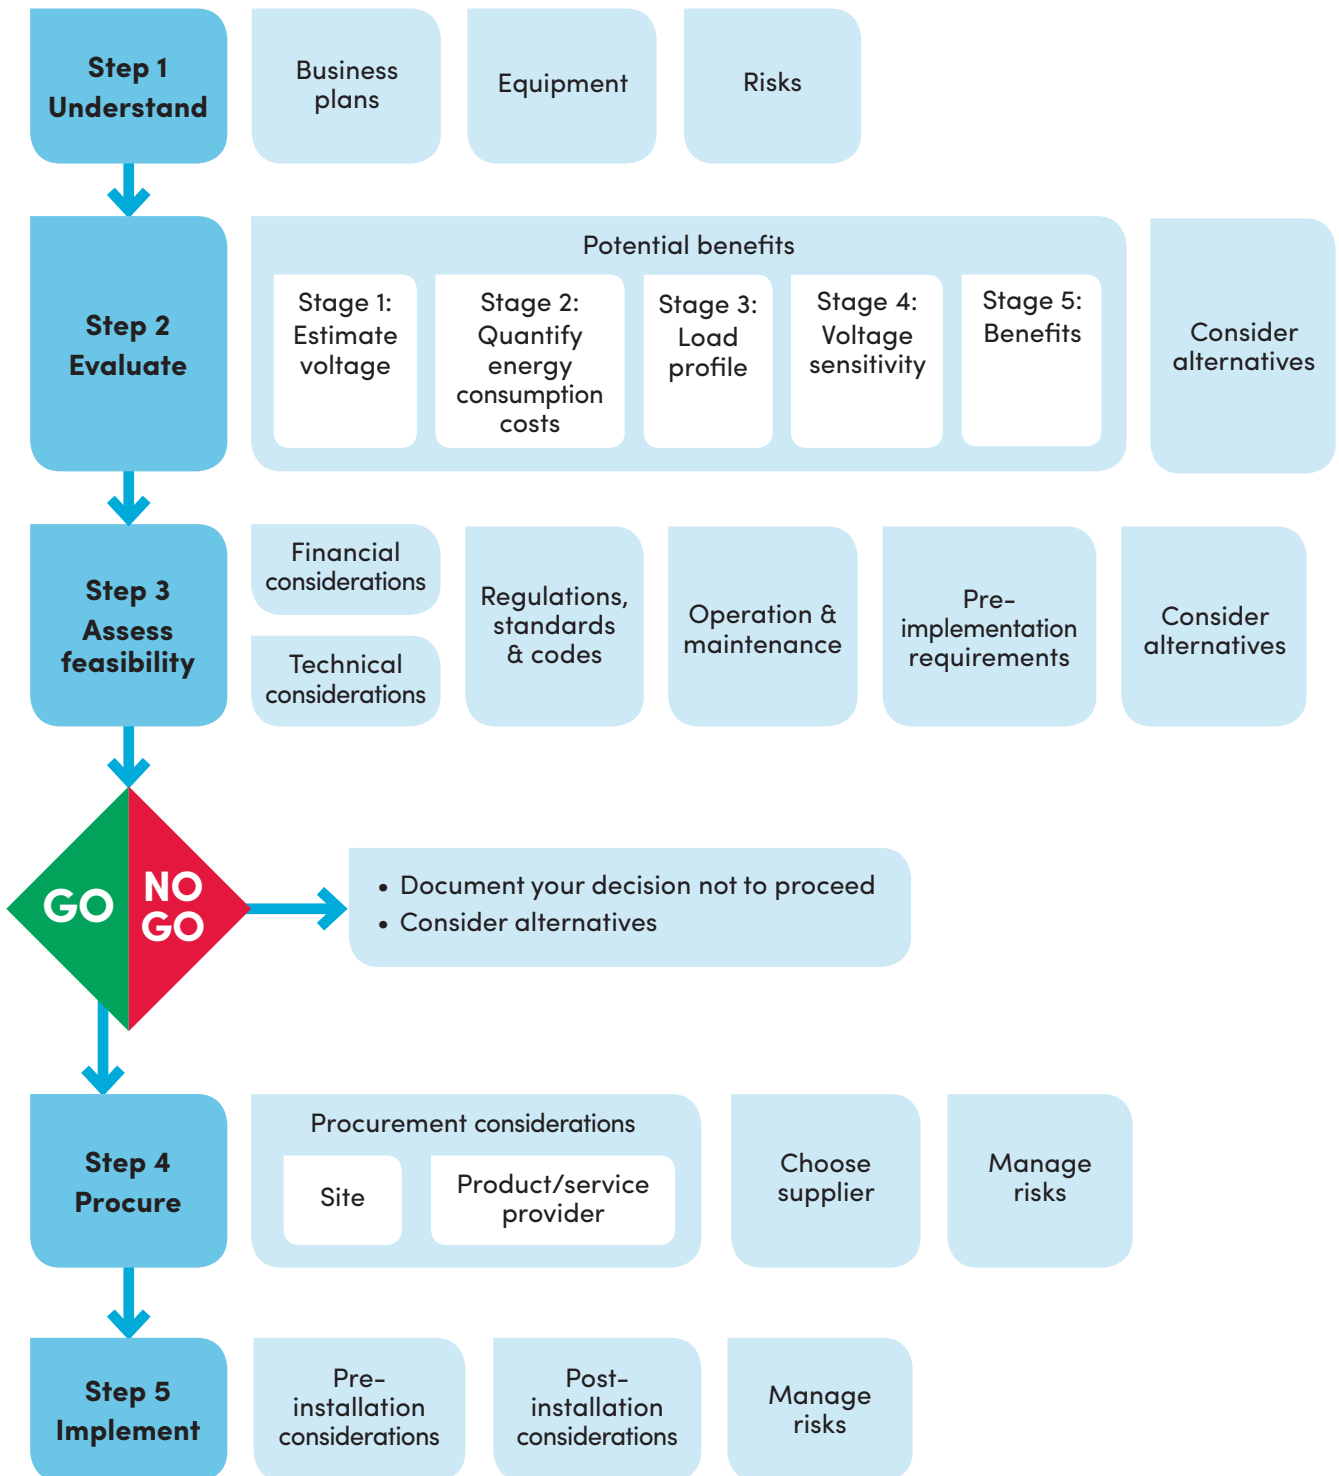 Step 1
Understand
Business
plans
Equipment
Risks
Step 2
Evaluate
Potential benefits
Stage 1:
Estimate
voltage
Stage 2:
Quantify
energy
consumption
costs
Stage 3:
Load
profile
Stage 4:
Voltage
sensitivity
Stage 5:
Benefits
Consider
alternatives
Step 3
Assess
feasibility
Financial
considerations
Technical
considerations
Regulations,
standards
& codes
Operation &
maintenance
Pre-
implementation
requirements
Consider
alternatives
GO
NO
GO
• Document your decision not to proceed
• Consider alternatives
Step 4
Procure
Procurement considerations
Site
Product/service
provider
Choose
supplier
Manage
risks
Step 5
Implement
Pre-
installation
considerations
Post-
installation
considerations
Manage
risks